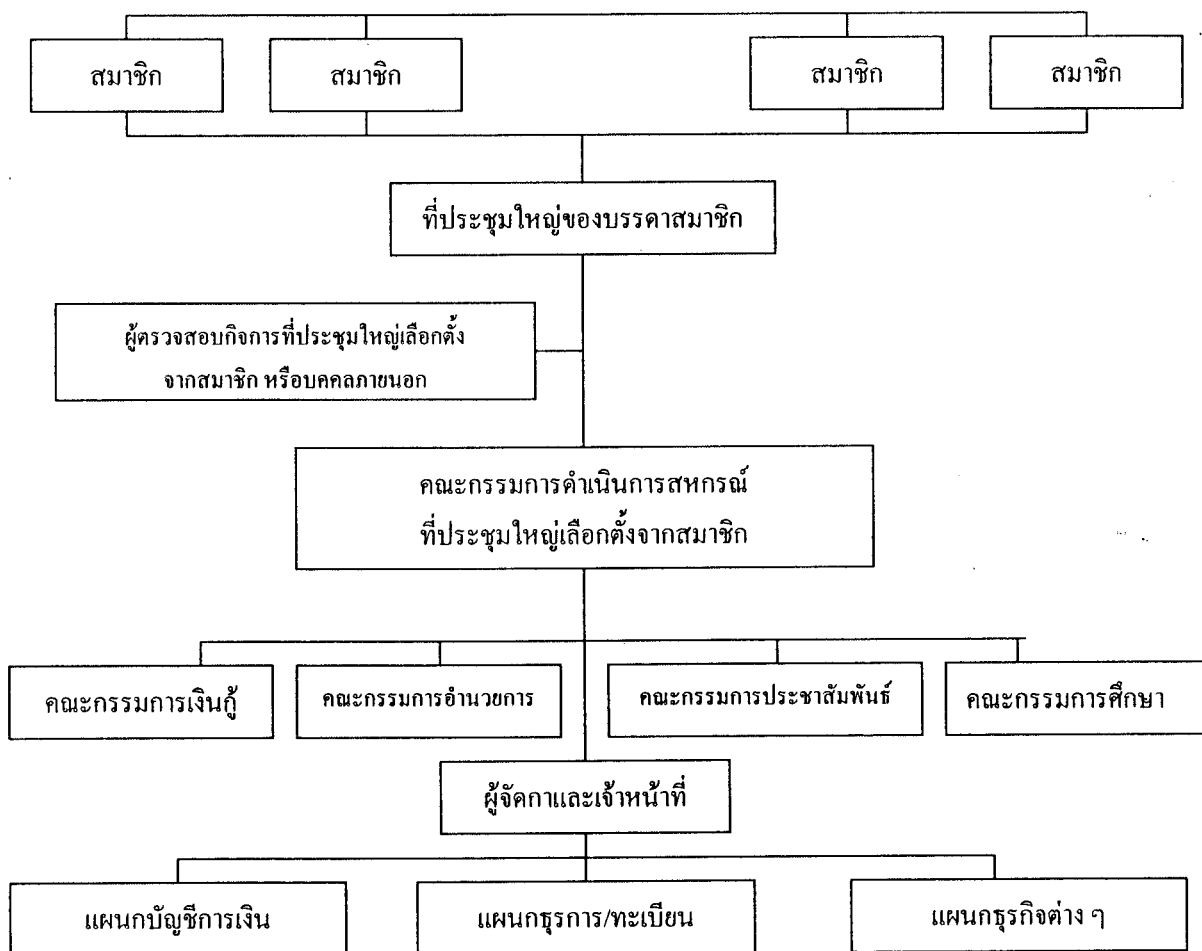 สมาชิก
สมาชิก
สมาชิก
สมาชิก
ที่ประชุมใหญ่ของบรรดาสมาชิก
ผู้ตรวจสอบกิจการที่ประชุมใหญ่เลือกตั้ง
จากสมาชิก หรือบคคลภายนอก
คณะกรรมการดำเนินการสหกรณ์
ที่ประชุมใหญ่เลือกตั้งจากสมาชิก
คณะกรรมการเงินกู้
คณะกรรมการอำนวยการ
คณะกรรมการประชาสัมพันธ์
คณะกรรมการศึกษา
ผู้จัดกาและเจ้าหน้าที่
แผนกบัญชีการเงิน
แผนกธุรการ/ทะเบียน
แผนกธุรกิจต่าง ๆ